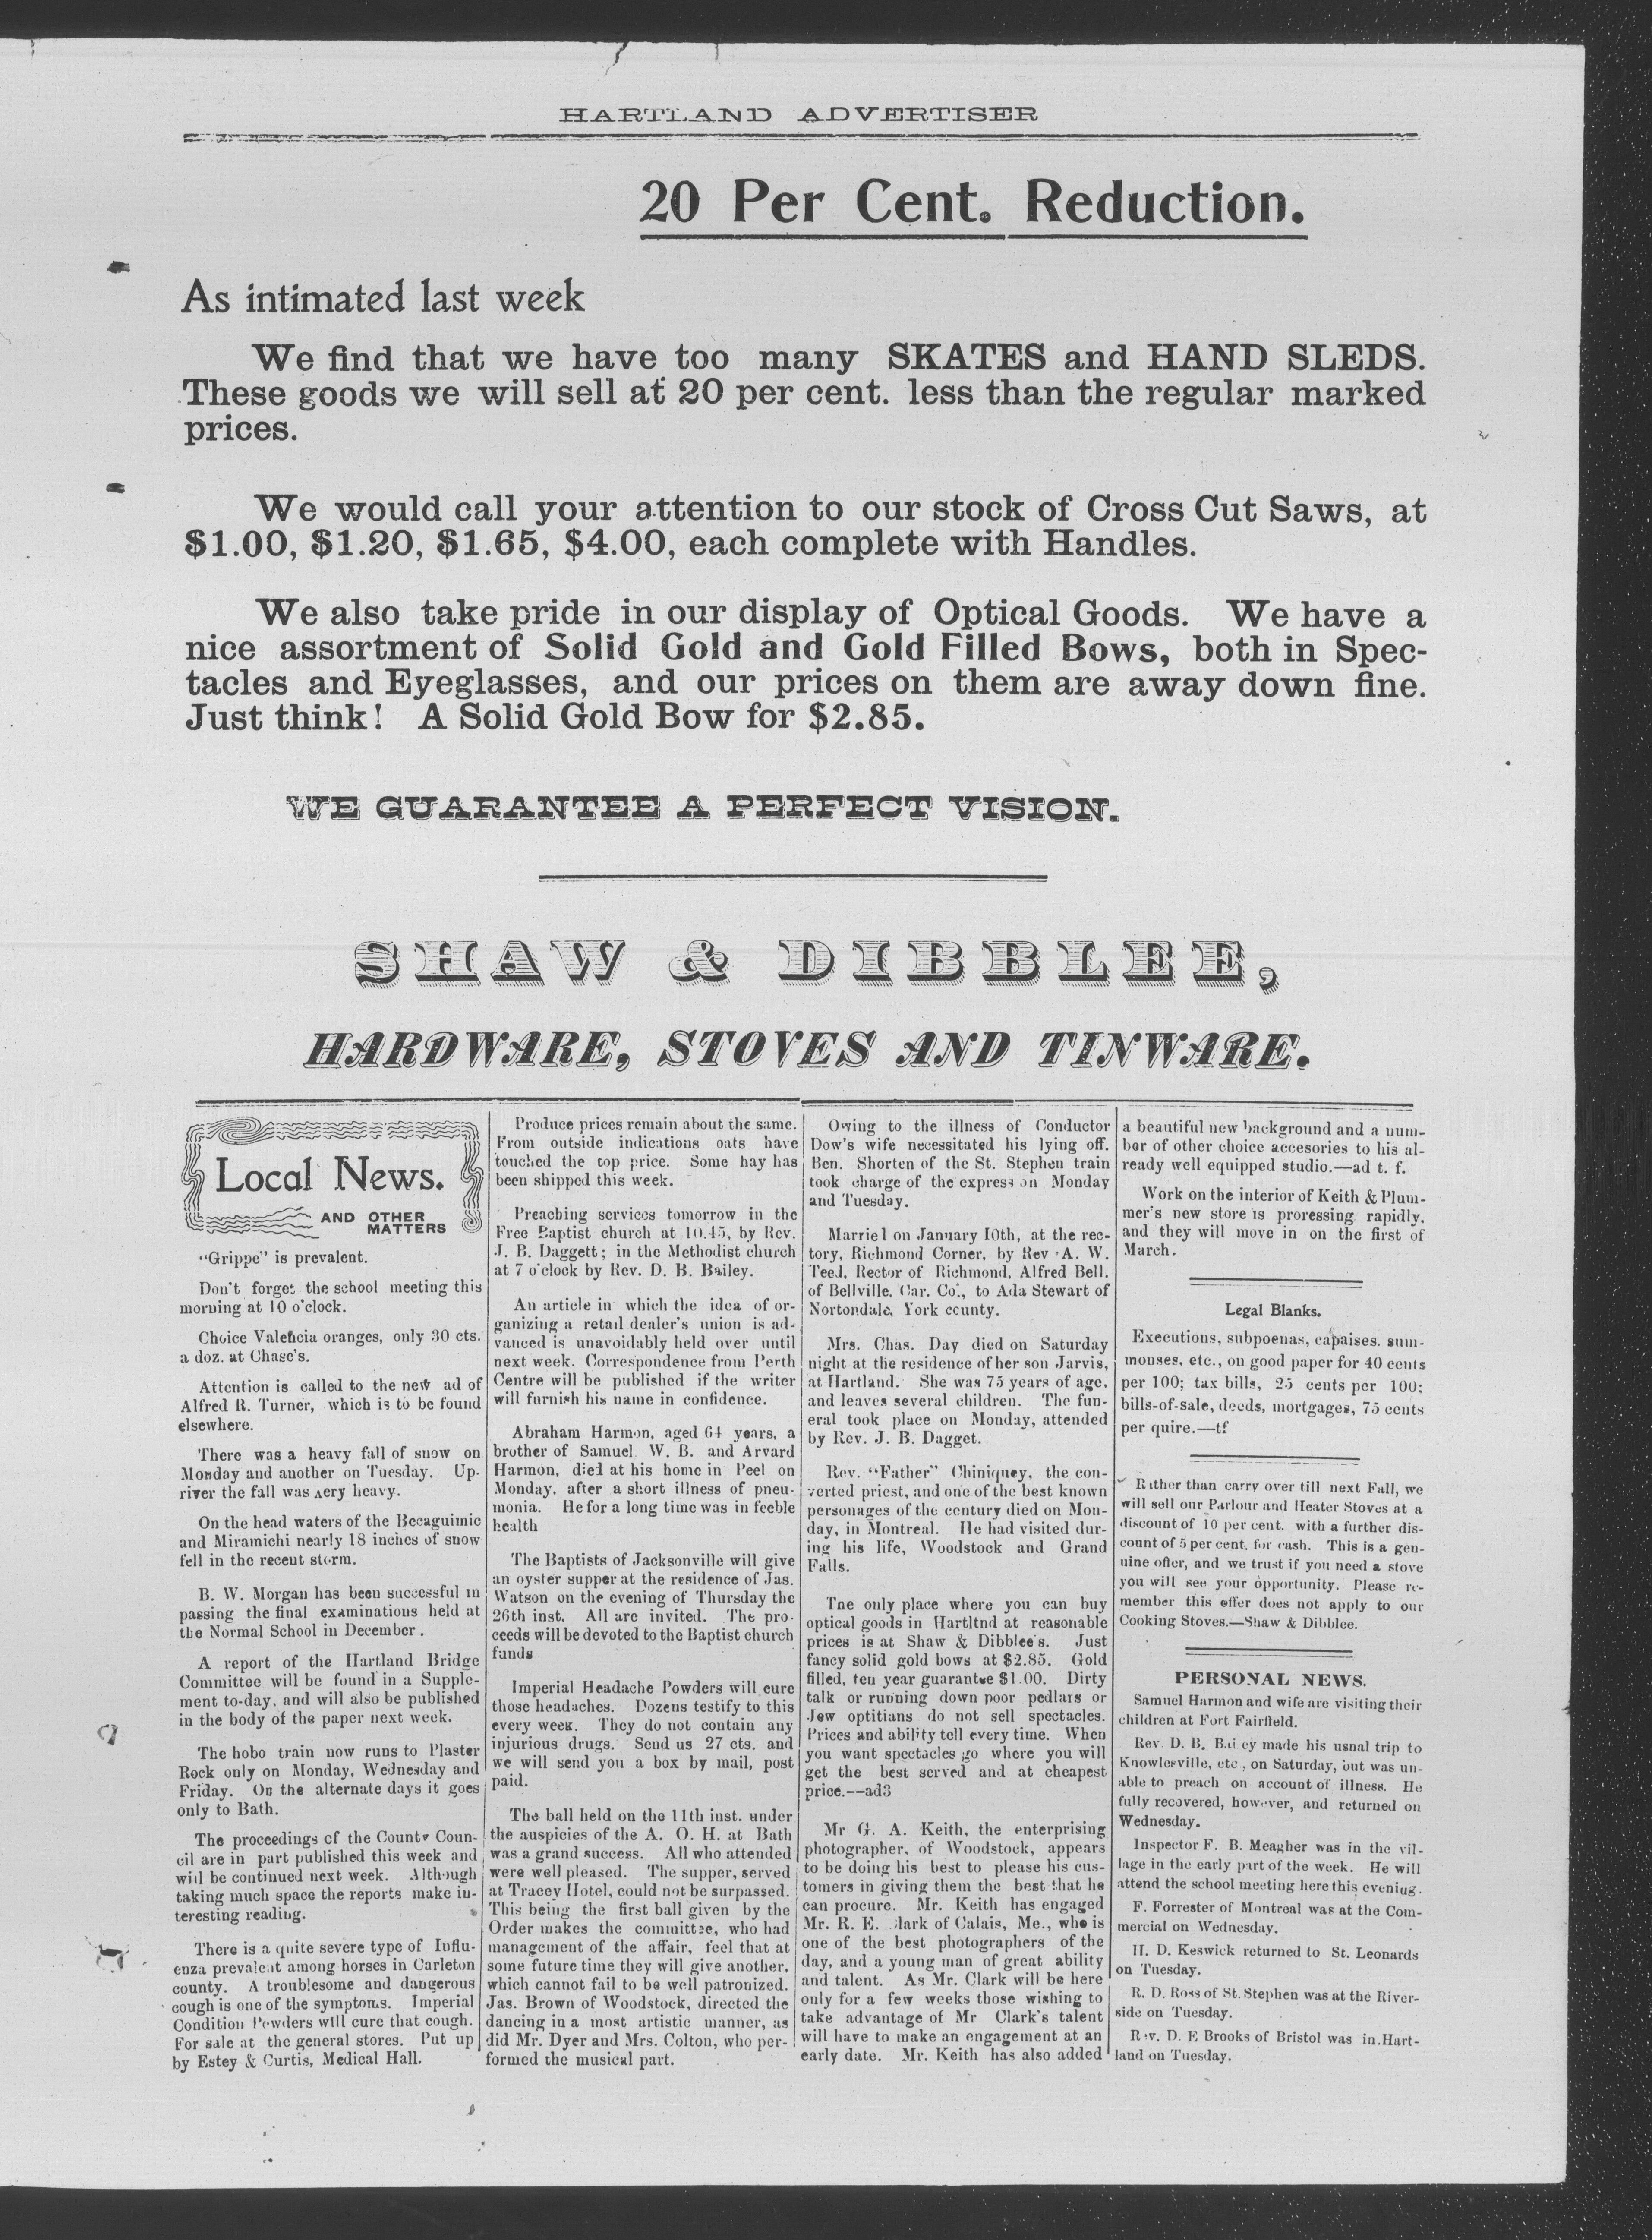 HARTLAND ADVERTISER
20 Per Cent. Reduction.
As intimated last week
We find that we have too many SKATES and HAND SLEDS.
These goods we will sell at 20 per cent. less than the regular marked
prices.
We would call your attention to our stock of Cross Cut Saws, at
$1.00, $1.20, $1.65, $4.00, each complete with Handles.
We also take pride in our display of Optical Goods. We have a
nice assortment of Solid Gold and Gold Filled Bows, both in Spec-
tacles and Eyeglasses, and our prices on them are away down fine.
Just think! A Solid Gold Bow for $2.85.
WE GUARANTEE A PERFECT VISION.
SHAW & DIBBLEE,
HARDWARE, STOVES AND TINWARE.
Local News.
AND OTHER
MATTERS
"Grippe" is prevalent.
Don't forget the school meeting this
morning at 10 o'clock.
Choice Valencia oranges, only 30 cts.
a doz. at Chase's.
Attention is called to the new ad of
Alfred R. Turner, which is to be found
elsewhere.
There was a heavy fall of snow on
Monday and another on Tuesday. Up-
river the fall was very heavy.
On the head waters of the Becaguimic
and Miramichi nearly 18 inches of snow
fell in the recent storm.
B. W. Morgan has been successful in
passing the final examinations held at
the Normal School in December.
A report of the Hartland Bridge
Committee will be found in a Supple-
ment to-day, and will also be published
in the body of the paper next week.
The hobo train now runs to Plaster
Rock only on Monday, Wednesday and
Friday. On the alternate days it goes
only to Bath.
The proceedings of the County Coun-
cil are in part published this week and
will be continued next week. Although
taking much space the reports make in-
teresting reading.
There is a quite severe type of Influ-
enza prevalent among horses in Carleton
county. A troublesome and dangerous
cough is one of the symptoms. Imperial
Condition Powders will cure that cough.
For sale at the general stores. Put up
by Estey & Curtis, Medical Hall.
Produce prices remain about the same.
From outside indications oats have
touched the top price. Some hay has
been shipped this week.
Preaching services tomorrow in the
Free Baptist church at 10.45, by Rev.
J. B. Daggett; in the Methodist church
at 7 o'clock by Rev. D. B. Bailey.
An article in which the idea of or-
ganizing a retail dealer's union is ad-
vanced is unavoidably held over until
next week. Correspondence from Perth
Centre will be published if the writer
will furnish his name in confidence.
Abraham Harmon, aged 64 years, a
brother of Samuel W. B. and Arvard
Harmon, died at his home in Peel on
Monday, after a short illness of pneu-
monia. He for a long time was in feeble
health
The Baptists of Jacksonville will give
an oyster supper at the residence of Jas.
Watson on the evening of Thursday the
26th inst. All are invited. The pro-
ceeds will be devoted to the Baptist church
funds
Imperial Headache Powders will cure
those headaches. Dozens testify to this
every week. They do not contain any
injurious drugs. Send us 27 cts. and
we will send you a box by mail, post
paid.
The ball held on the 11th inst. under
the auspicies of the A. O. H. at Bath
was a grand success. All who attended
were well pleased. The supper, served
at Tracey Hotel, could not be surpassed.
This being the first ball given by the
Order makes the committee, who had
management of the affair, feel that at
some future time they will give another,
which cannot fail to be well patronized.
Jas. Brown of Woodstock, directed the
dancing in a most artistic manner, as
did Mr. Dyer and Mrs. Colton, who per-
formed the musical part.
Owing to the illness of Conductor
Dow's wife necessitated his lying off.
Ben. Shorten of the St. Stephen train
took charge of the express on Monday
and Tuesday.
Married on January 10th, at the rec-
tory, Richmond Corner, by Rev. A. W.
Teed, Rector of Richmond, Alfred Bell,
of Bellville, Car. Co., to Ada Stewart of
Nortondale, York county.
Mrs. Chas. Day died on Saturday
night at the residence of her son Jarvis,
at Hartland. She was 75 years of age,
and leaves several children. The fun-
eral took place on Monday, attended
by Rev. J. B. Dagget.
Rev. "Father" Chiniquey, the con-
verted priest, and one of the best known
personages of the century died on Mon-
day, in Montreal. He had visited dur-
ing his life, Woodstock and Grand
Falls.
Tne only place where you can buy
optical goods in Hartltnd at reasonable
prices is at Shaw & Dibblee's. Just
fancy solid gold bows at $2.85. Gold
filled, ten year guarantee $1.00. Dirty
talk or running down poor pedlars or
Jew optitians do not sell spectacles.
Prices and ability tell every time. When
you want spectacles go where you will
get the best served and at cheapest
price.--ad3
Mr G. A. Keith, the enterprising
photographer, of Woodstock, appears
to be doing his best to please his cus-
tomers in giving them the best that he
can procure. Mr. Keith has engaged
Mr. R. E. lark of Calais, Me., who is
one of the best photographers of the
day, and a young man of great ability
and talent. As Mr. Clark will be here
only for a few weeks those wishing to
take advantage of Mr Clark's talent
will have to make an engagement at an
early date. Mr. Keith has also added
a beautiful new background and a num-
ber of other choice accesories to his al-
ready well equipped studio.—ad t. f.
Work on the interior of Keith & Plum-
mer's new store is proressing rapidly,
and they will move in on the first of
March.
Legal Blanks.
Executions, subpoenas, capaises, sum-
monses, etc., on good paper for 40 cents
per 100; tax bills, 25 cents per 100;
bills-of-sale, deeds, mortgages, 75 cents
per quire.—tf
Rather than carry over till next Fall, we
will sell our Parlour and Heater Stoves at a
discount of 10 per cent. with a further dis-
count of 5 per cent. for cash. This is a gen-
uine offer, and we trust if you need a stove
you will see your opportunity. Please re-
member this offer does not apply to our
Cooking Stoves.—Shaw & Dibblee.
PERSONAL NEWS.
Samuel Harmon and wife are visiting their
children at Fort Fairfield.
Rev. D. B. Bailey made his usnal trip to
Knowlesville, etc., on Saturday, but was un-
able to preach on account of illness. He
fully recovered, however, and returned on
Wednesday.
Inspector F. B. Meagher was in the vil-
lage in the early part of the week. He will
attend the school meeting here this evening.
F. Forrester of Montreal was at the Com-
mercial on Wednesday.
H. D. Keswick returned to St. Leonards
on Tuesday.
R. D. Ross of St. Stephen was at the River-
side on Tuesday.
Rev. D. E Brooks of Bristol was in Hart-
land on Tuesday.